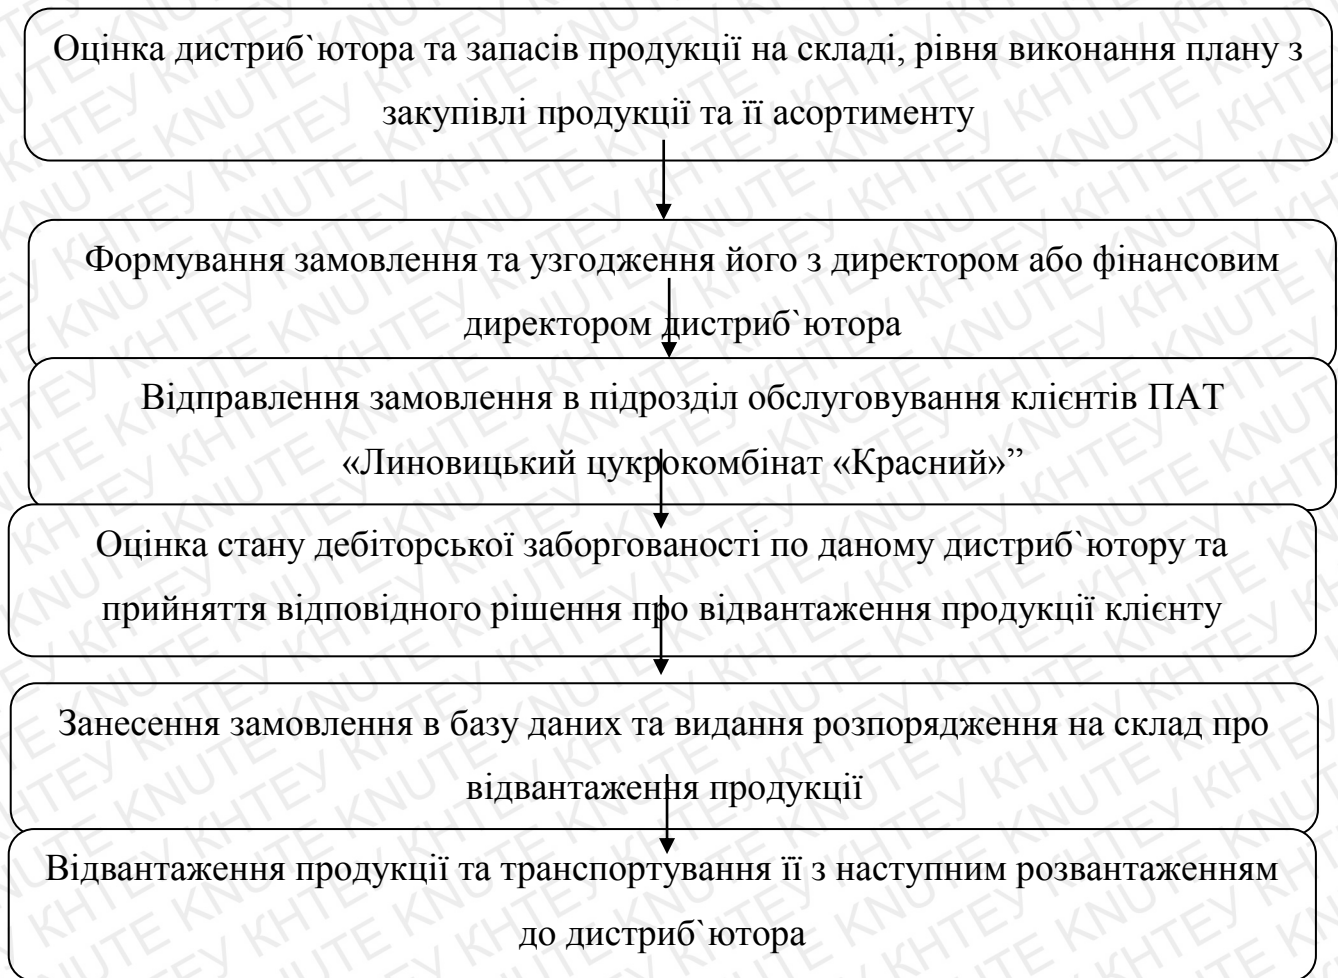 Оцінка дистриб`ютора та запасів продукції на складі, рівня виконання плану з
закупівлі продукції та її асортименту
Формування замовлення та узгодження його з директором або фінансовим
директором дистриб`ютора
Відправлення замовлення в підрозділ обслуговування клієнтів ПАТ
«Линовицький цукрокомбінат «Красний»”
Оцінка стану дебіторської заборгованості по даному дистриб`ютору та
прийняття відповідного рішення про відвантаження продукції клієнту
Занесення замовлення в базу даних та видання розпорядження на склад про
відвантаження продукції
Відвантаження продукції та транспортування її з наступним розвантаженням
до дистриб`ютора